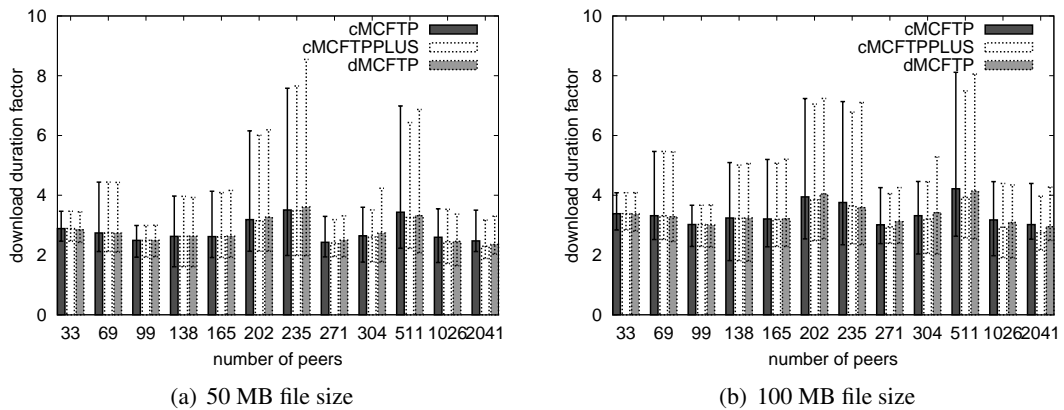 10
8
6
4
2
0
download duration factor
cMCFTP
cMCFTPPLUS
dMCFTP
33 69 99 138 165 202 235 271 304 511 1026 2041
number of peers
(a) 50 MB file size
10
8
6
4
2
0
download duration factor
cMCFTP
cMCFTPPLUS
dMCFTP
33 69 99 138 165 202 235 271 304 511 1026 2041
number of peers
(b) 100 MB file size